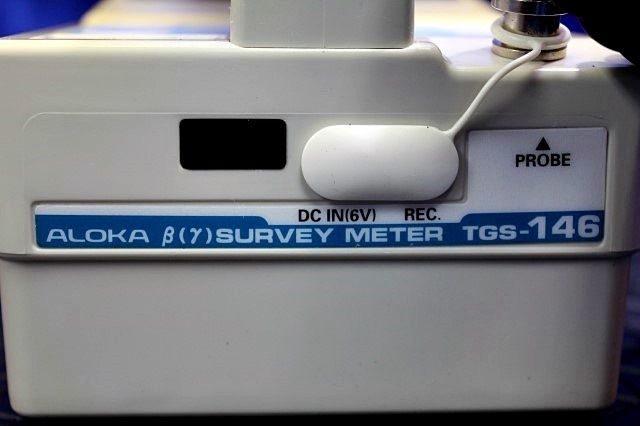 ▲
PROBE
DC IN(6V) REC.
ALOKA β(γ)SURVEY METER TGS-146